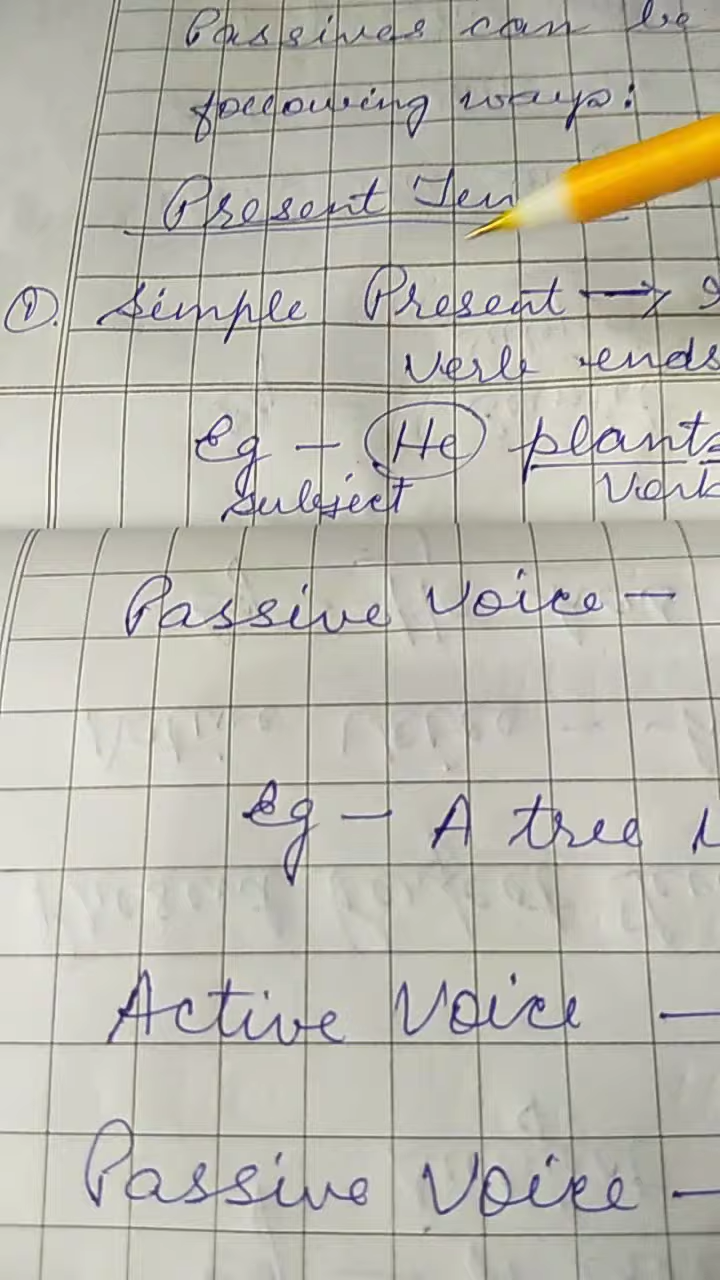 Passives can be
following ways:
Present Ten
①. Simple Present →
Verb ends
Eg - He plants
Subject Verb
Passive Voice -
Eg - A tree
Active Voice -
Passive Voice -